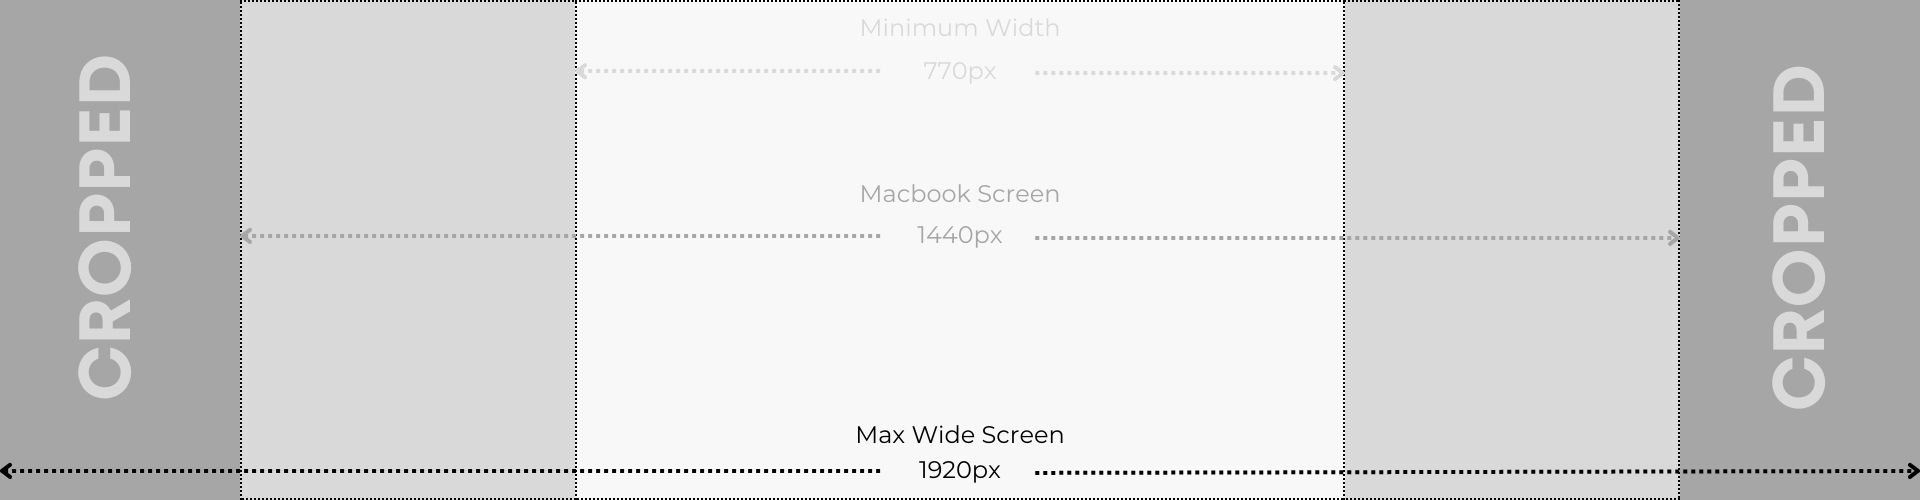 CROPPED
Minimum Width
770px
Macbook Screen
1440px
Max Wide Screen
1920px
CROPPED